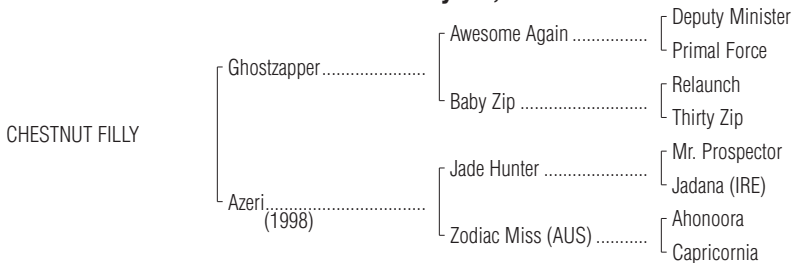 Deputy Minister
Awesome Again ................
Primal Force
Ghostzapper......................
Relaunch
Baby Zip ...........................
Thirty Zip
CHESTNUT FILLY
Mr. Prospector
Jade Hunter ......................
Jadana (IRE)
Azeri..................................
(1998)
Ahonoora
Zodiac Miss (AUS) ...........
Capricornia